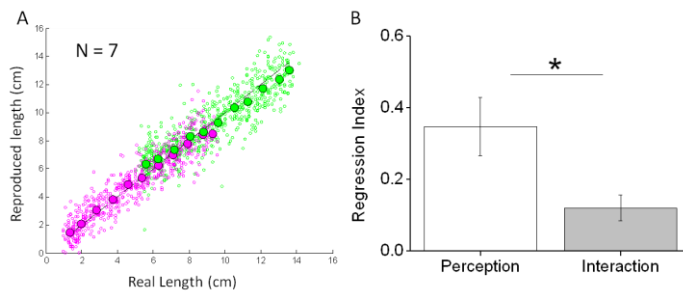 A
N = 7
Reproduced length (cm)
16
14
12
10
8
6
4
2
0
0 2 4 6 8 10 12 14 16
Real Length (cm)
B
*
Regression Index
0.6
0.4
0.2
0.0
Perception Interaction